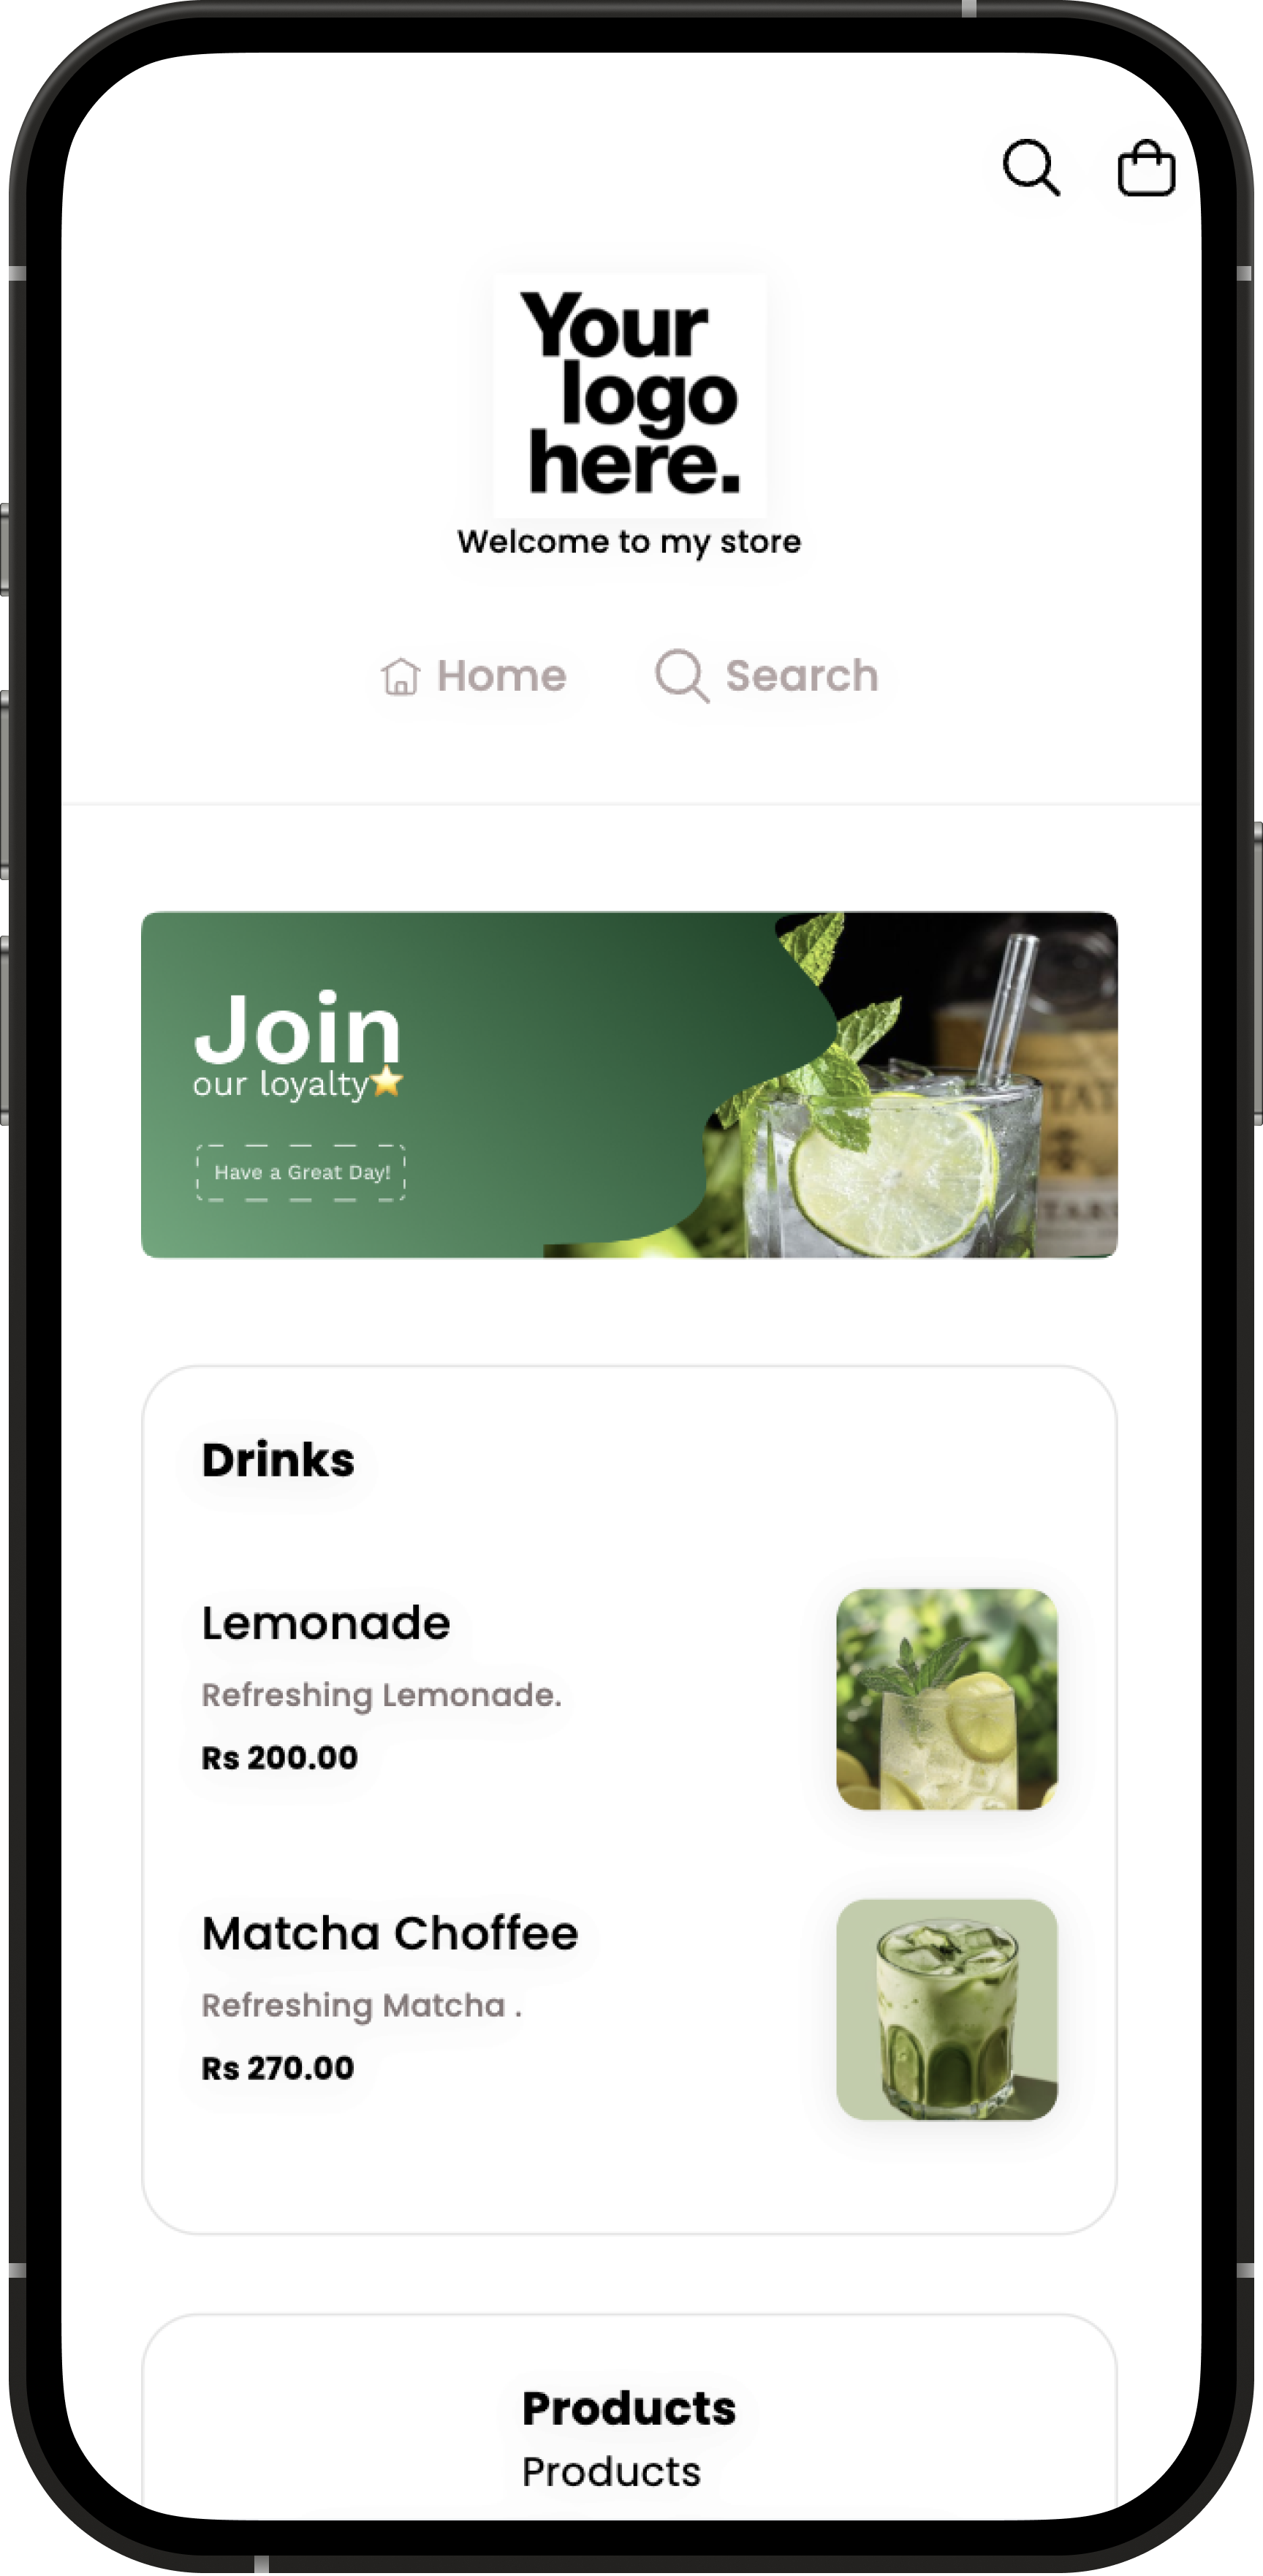 Your
logo
here.
Welcome to my store
Home
Search
Join
our loyalty⭐
Have a Great Day!
Drinks
Lemonade
Refreshing Lemonade.
Rs 200.00
Matcha Choffee
Refreshing Matcha .
Rs 270.00
Products
Products